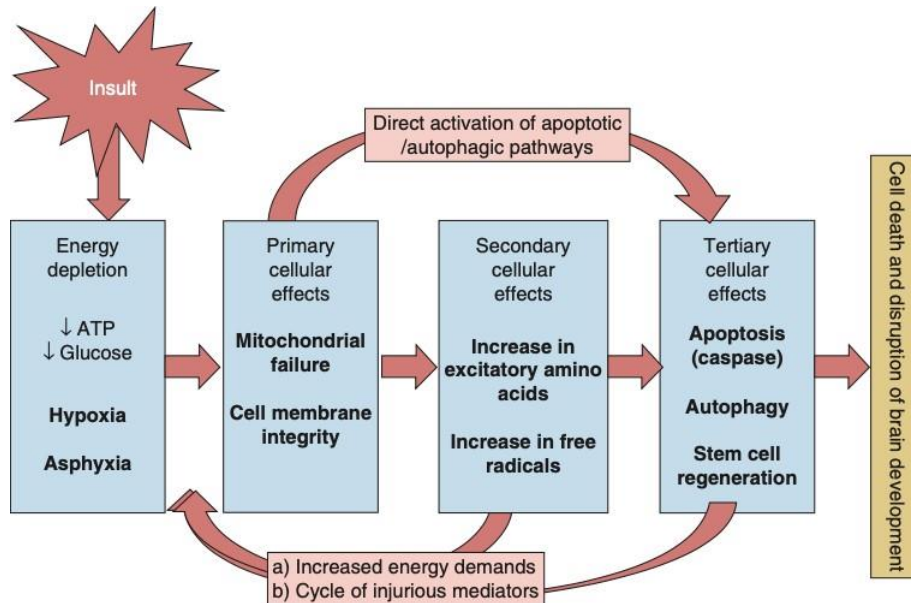 Insult
Direct activation of apoptotic
/autophagic pathways
Energy
depletion
↓ ATP
↓ Glucose
Hypoxia
Asphyxia
Primary
cellular
effects
Mitochondrial
failure
Cell membrane
integrity
Secondary
cellular
effects
Increase in
excitatory amino
acids
Increase in free
radicals
Tertiary
cellular
effects
Apoptosis
(caspase)
Autophagy
Stem cell
regeneration
Cell death and disruption of brain development
a) Increased energy demands
b) Cycle of injurious mediators